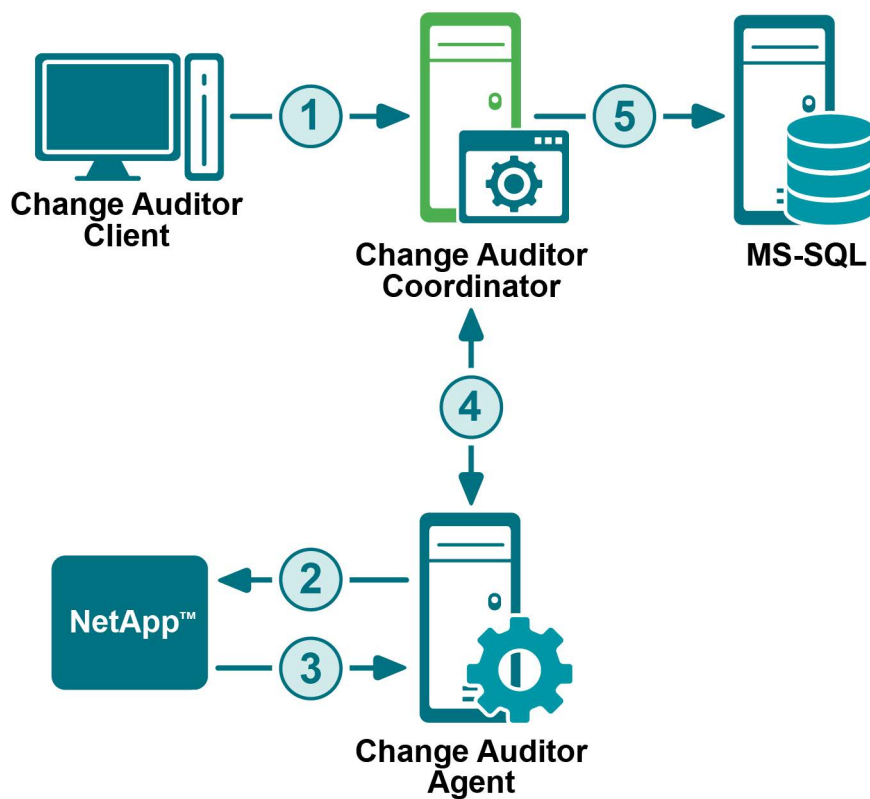 1
5
Change Auditor
Client
Change Auditor
Coordinator
MS-SQL
4
2
NetApp™
3
Change Auditor
Agent